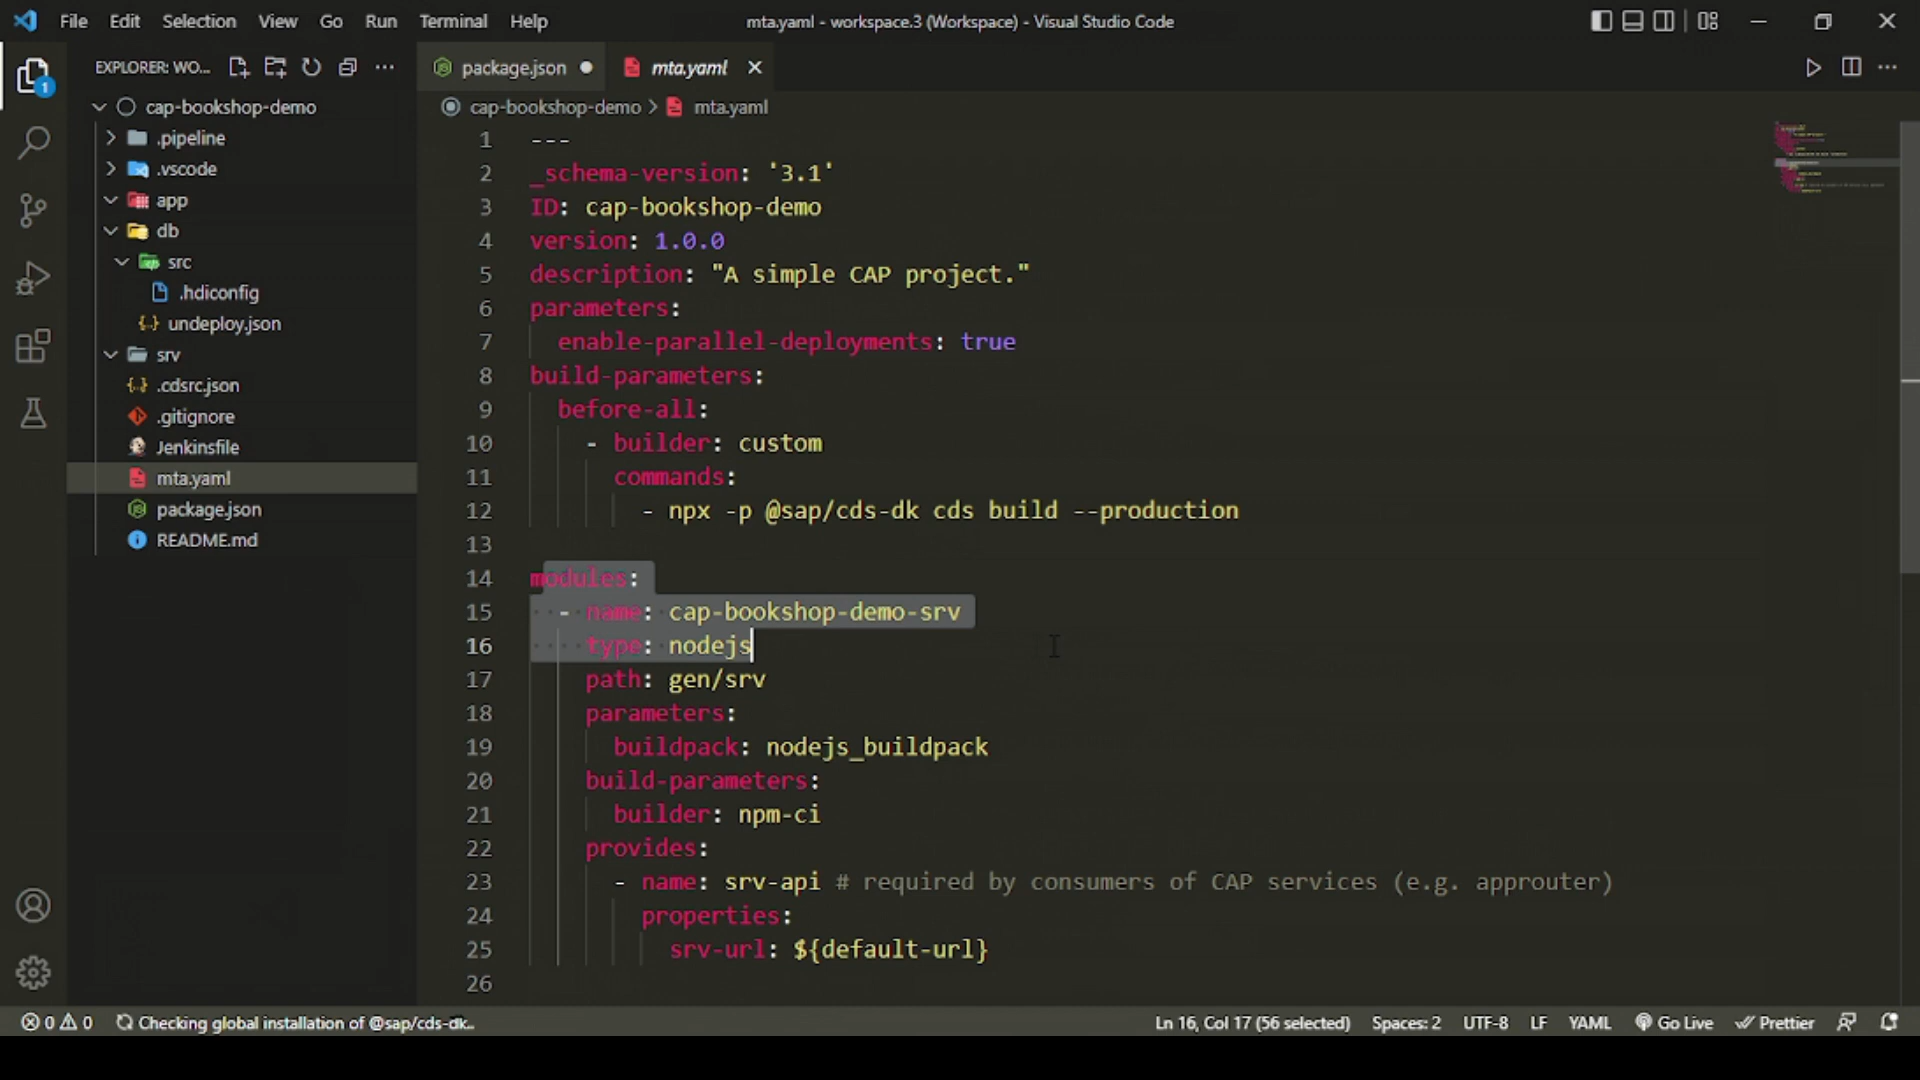 File Edit Selection View Go Run Terminal Help
mta.yaml - workspace.3 (Workspace) - Visual Studio Code
EXPLORER: WO...
package.json
mta.yaml
1
cap-bookshop-demo
.pipeline
.vscode
app
db
src
.hdiconfig
undeploy.json
srv
.cdsrc.json
.gitignore
Jenkinsfile
mta.yaml
package.json
README.md
cap-bookshop-demo > mta.yaml
1 ---
2 _schema-version: '3.1'
3 ID: cap-bookshop-demo
4 version: 1.0.0
5 description: "A simple CAP project."
6 parameters:
7 enable-parallel-deployments: true
8 build-parameters:
9 before-all:
10 - builder: custom
11 commands:
12 - npx -p @sap/cds-dk cds build --production
13
14 modules:
15 - name: cap-bookshop-demo-srv
16 type: nodejs
17 path: gen/srv
18 parameters:
19 buildpack: nodejs_buildpack
20 build-parameters:
21 builder: npm-ci
22 provides:
23 - name: srv-api # required by consumers of CAP services (e.g. approuter)
24 properties:
25 srv-url: ${default-url}
26
0 0 Checking global installation of @sap/cds-dk...
Ln 16, Col 17 (56 selected) Spaces: 2 UTF-8 LF YAML Go Live Prettier